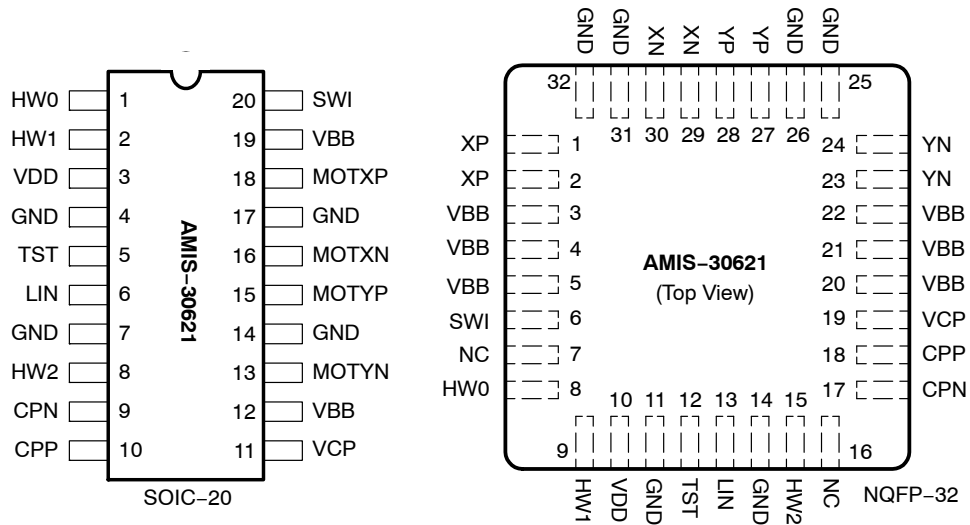 HW0 1 20 SWI
HW1 2 19 VBB
VDD 3 18 MOTXP
GND 4 17 GND
TST 5 16 MOTXN
LIN 6 15 MOTYP
GND 7 14 GND
HW2 8 13 MOTYN
CPN 9 12 VBB
CPP 10 11 VCP
AMIS−30621
SOIC−20
GND GND XN XN YP YP GND GND
32 31 30 29 28 27 26 25
XP 1 24 YN
XP 2 23 YN
VBB 3 22 VBB
VBB 4 21 VBB
VBB 5 20 VBB
SWI 6 19 VCP
NC 7 18 CPP
HW0 8 17 CPN
AMIS−30621
(Top View)
9 10 11 12 13 14 15 16
HW1 VDD GND TST LIN GND HW2 NC
NQFP−32